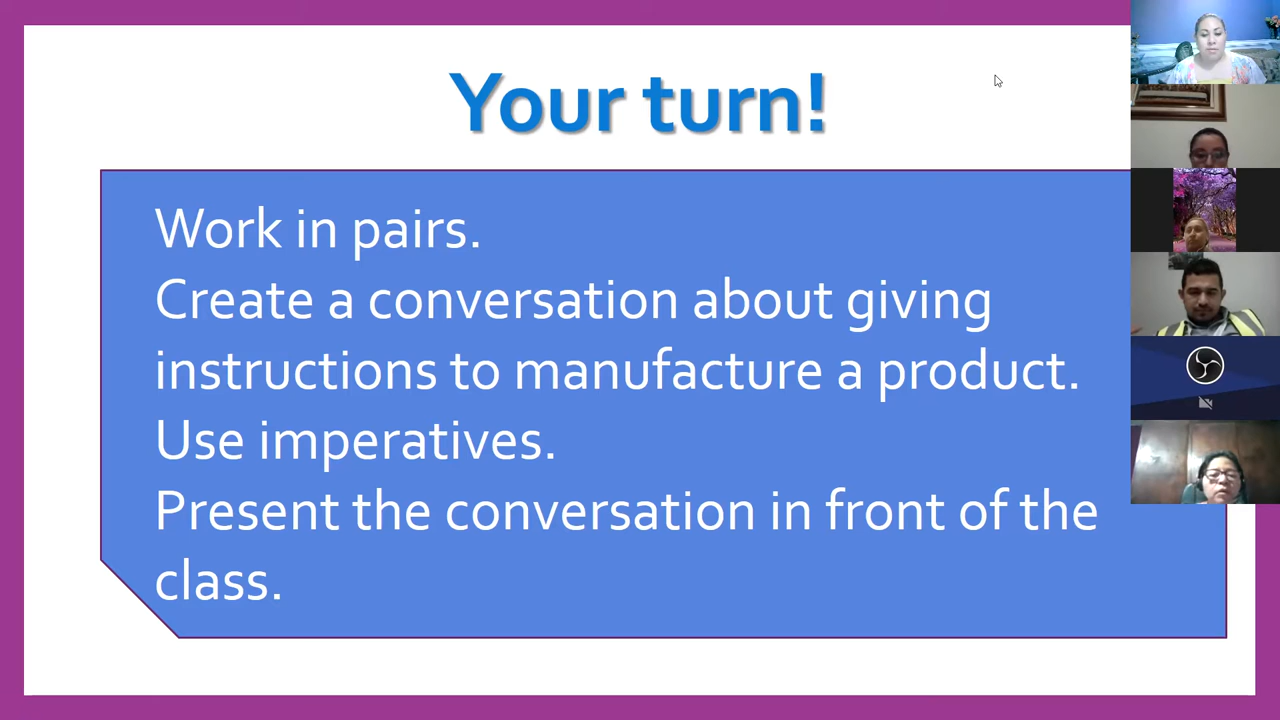 Your turn!
Work in pairs.
Create a conversation about giving
instructions to manufacture a product.
Use imperatives.
Present the conversation in front of the
class.